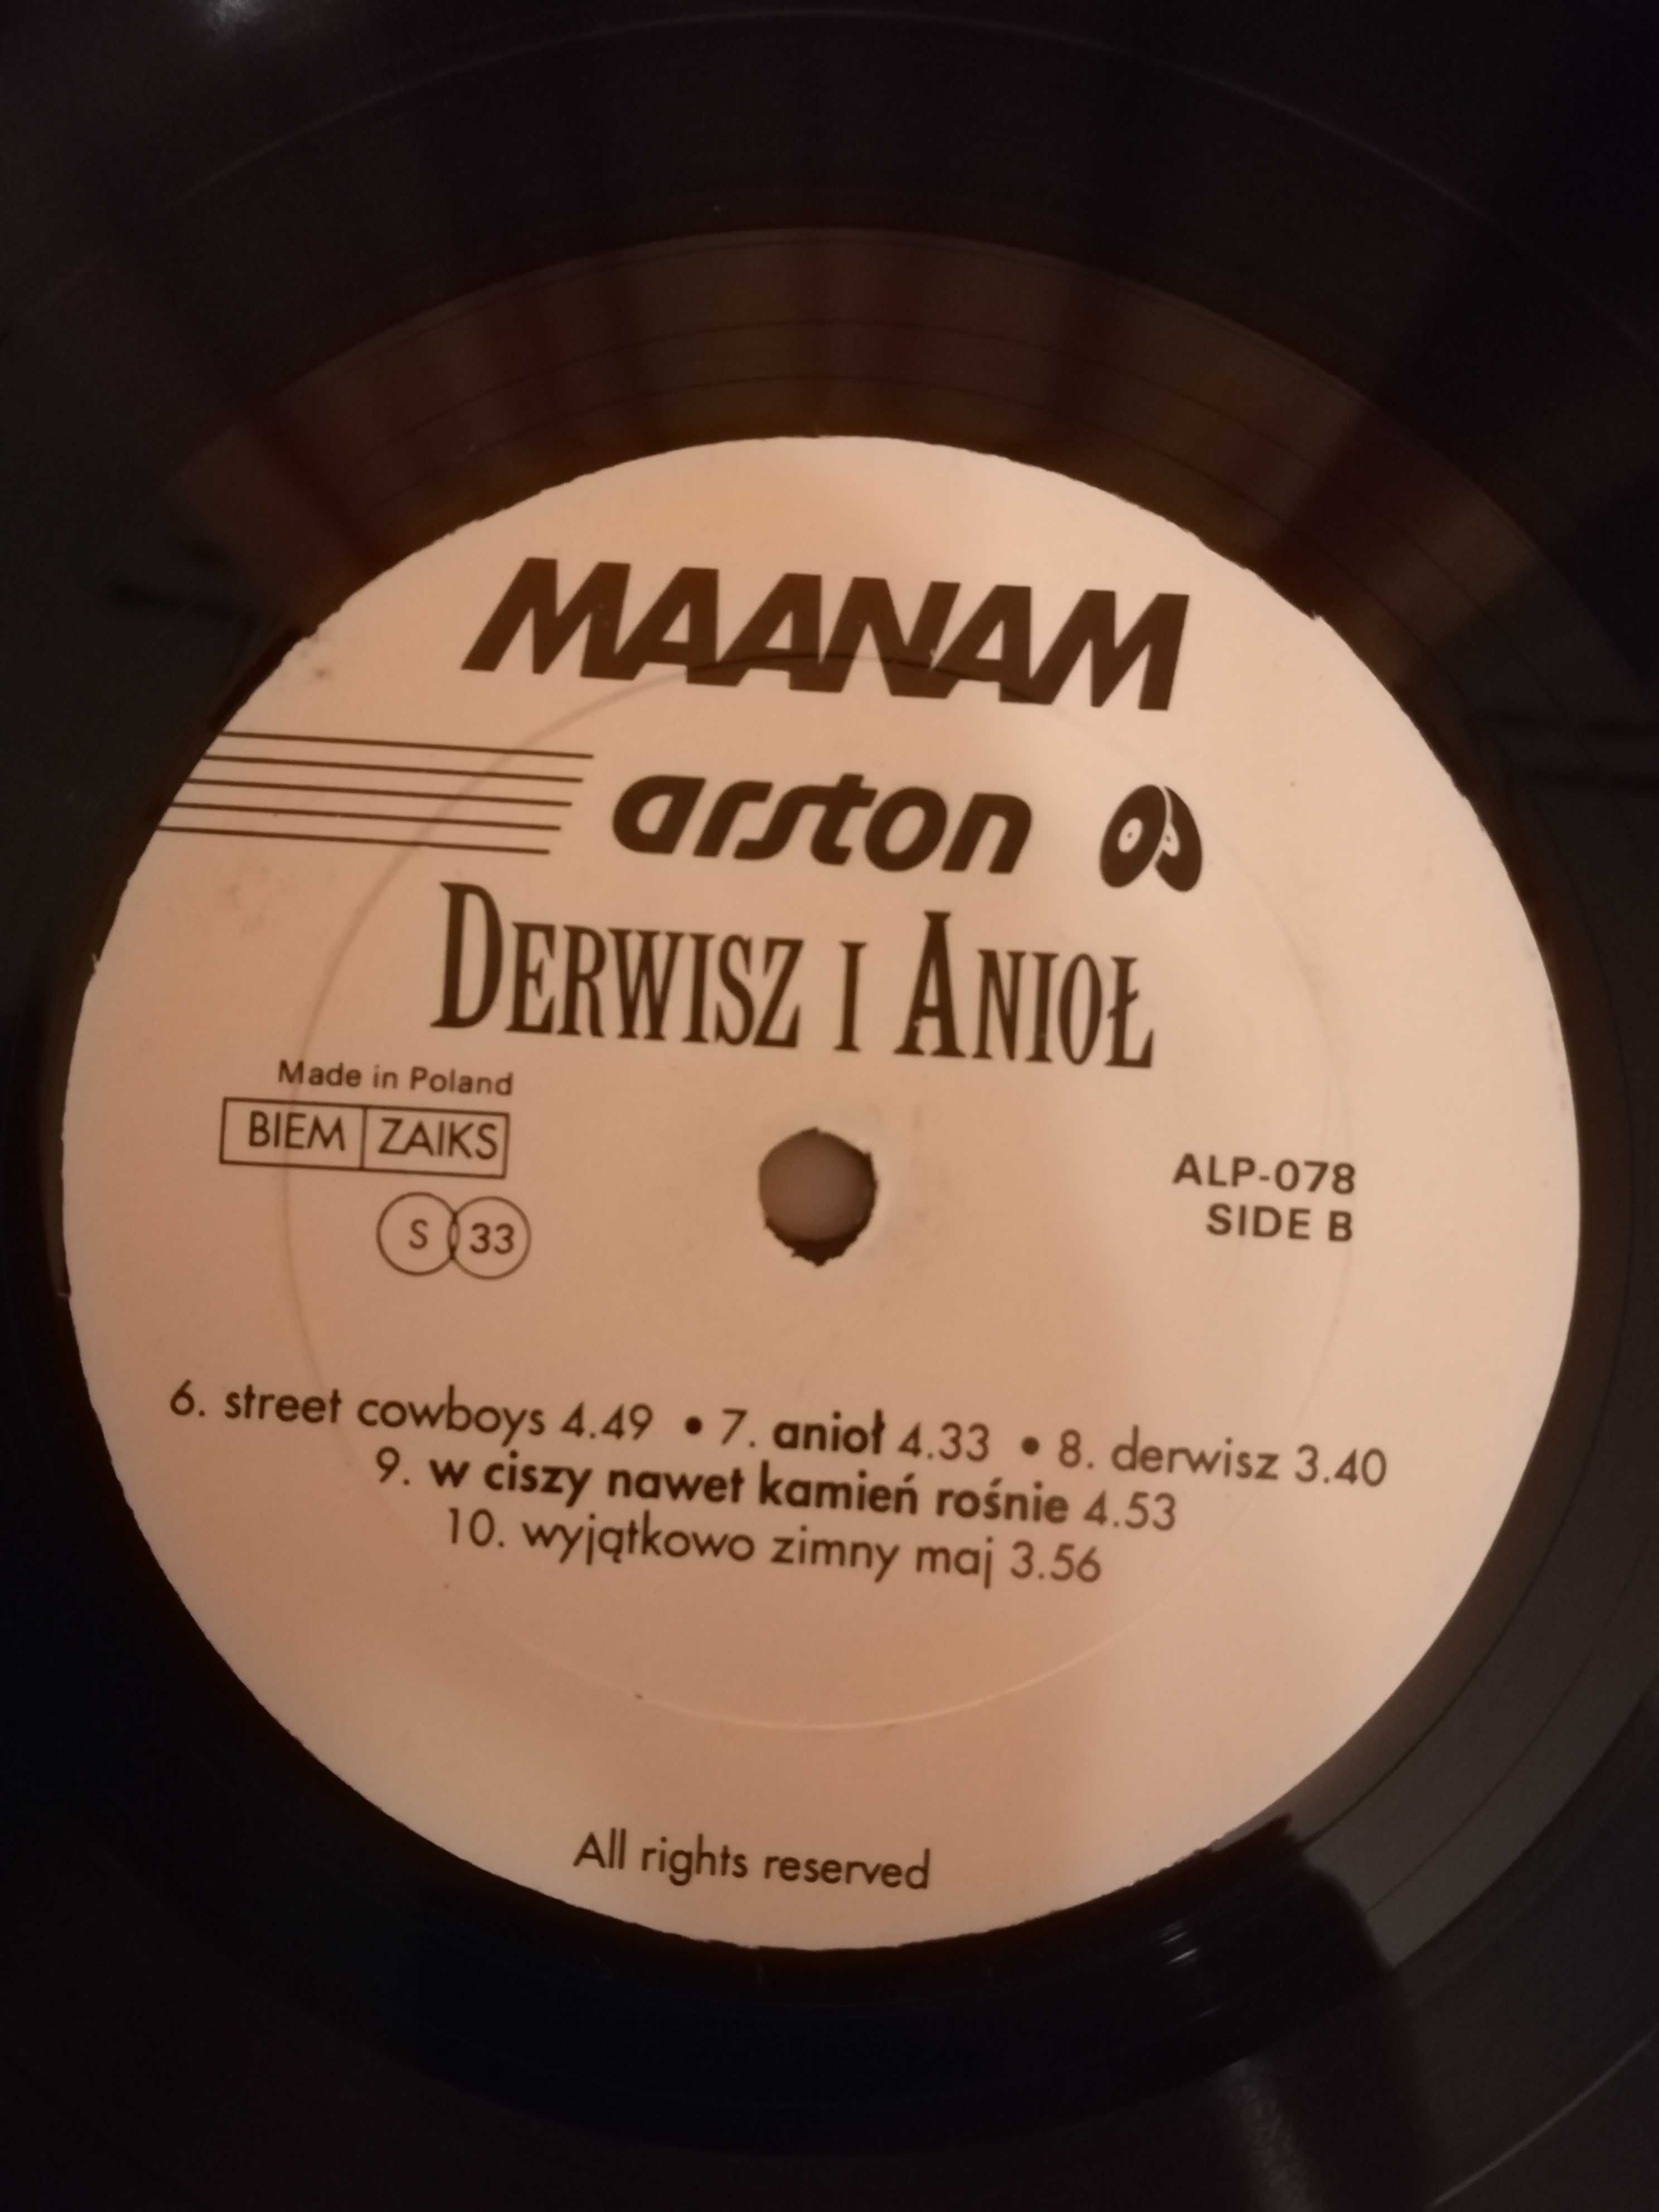 MAANAM
arston
DERWISZ I ANIOŁ
Made in Poland
BIEM ZAIKS
S 33
ALP-078
SIDE B
6. street cowboys 4.49 • 7. anioł 4.33 • 8. derwisz 3.40
9. w ciszy nawet kamień rośnie 4.53
10. wyjątkowo zimny maj 3.56
All rights reserved